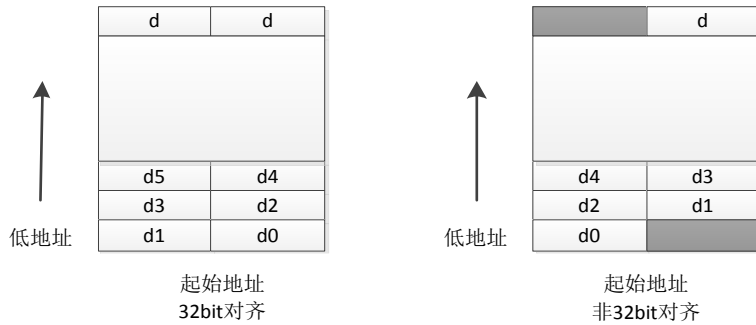 d d
d
d5 d4
d3 d2
d1 d0
低地址
起始地址
32bit对齐
d4 d3
d2 d1
d0
低地址
起始地址
非32bit对齐